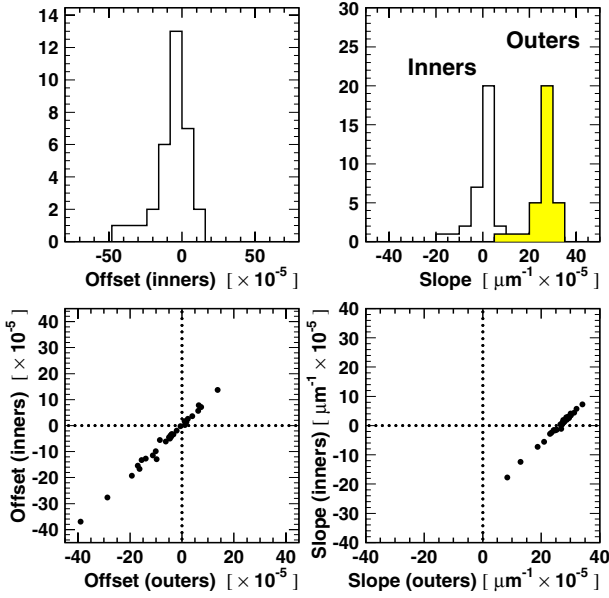 14
12
10
8
6
4
2
0
-50 0 50
Offset (inners) [ × 10⁻⁵ ]
30
25
20
15
10
5
0
Inners
Outers
-20 0 20 40
Slope [ μm⁻¹ × 10⁻⁵ ]
Offset (inners) [ × 10⁻⁵ ]
40
30
20
10
0
-10
-20
-30
-40
-40 -20 0 20 40
Offset (outers) [ × 10⁻⁵ ]
Slope (inners) [ μm⁻¹ × 10⁻⁵ ]
40
30
20
10
0
-10
-20
-30
-40
-20 0 20 40
Slope (outers) [ μm⁻¹ × 10⁻⁵ ]